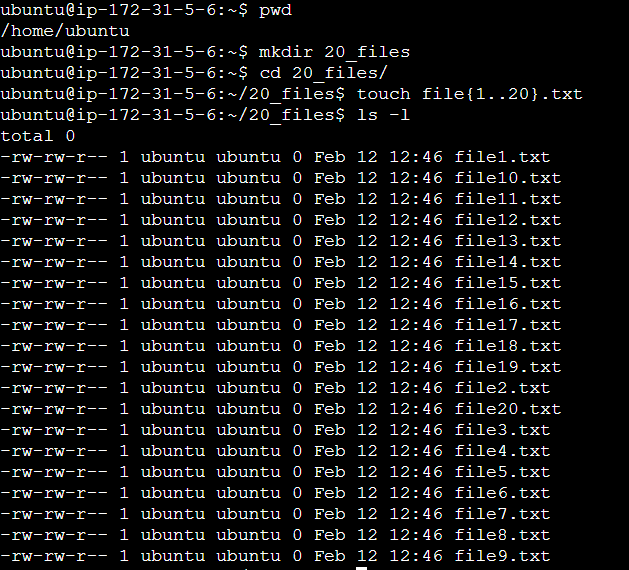 ubuntu@ip-172-31-5-6:~$ pwd
/home/ubuntu
ubuntu@ip-172-31-5-6:~$ mkdir 20_files
ubuntu@ip-172-31-5-6:~$ cd 20_files/
ubuntu@ip-172-31-5-6:~/20_files$ touch file{1..20}.txt
ubuntu@ip-172-31-5-6:~/20_files$ ls -l
total 0
-rw-rw-r-- 1 ubuntu ubuntu 0 Feb 12 12:46 file1.txt
-rw-rw-r-- 1 ubuntu ubuntu 0 Feb 12 12:46 file10.txt
-rw-rw-r-- 1 ubuntu ubuntu 0 Feb 12 12:46 file11.txt
-rw-rw-r-- 1 ubuntu ubuntu 0 Feb 12 12:46 file12.txt
-rw-rw-r-- 1 ubuntu ubuntu 0 Feb 12 12:46 file13.txt
-rw-rw-r-- 1 ubuntu ubuntu 0 Feb 12 12:46 file14.txt
-rw-rw-r-- 1 ubuntu ubuntu 0 Feb 12 12:46 file15.txt
-rw-rw-r-- 1 ubuntu ubuntu 0 Feb 12 12:46 file16.txt
-rw-rw-r-- 1 ubuntu ubuntu 0 Feb 12 12:46 file17.txt
-rw-rw-r-- 1 ubuntu ubuntu 0 Feb 12 12:46 file18.txt
-rw-rw-r-- 1 ubuntu ubuntu 0 Feb 12 12:46 file19.txt
-rw-rw-r-- 1 ubuntu ubuntu 0 Feb 12 12:46 file2.txt
-rw-rw-r-- 1 ubuntu ubuntu 0 Feb 12 12:46 file20.txt
-rw-rw-r-- 1 ubuntu ubuntu 0 Feb 12 12:46 file3.txt
-rw-rw-r-- 1 ubuntu ubuntu 0 Feb 12 12:46 file4.txt
-rw-rw-r-- 1 ubuntu ubuntu 0 Feb 12 12:46 file5.txt
-rw-rw-r-- 1 ubuntu ubuntu 0 Feb 12 12:46 file6.txt
-rw-rw-r-- 1 ubuntu ubuntu 0 Feb 12 12:46 file7.txt
-rw-rw-r-- 1 ubuntu ubuntu 0 Feb 12 12:46 file8.txt
-rw-rw-r-- 1 ubuntu ubuntu 0 Feb 12 12:46 file9.txt